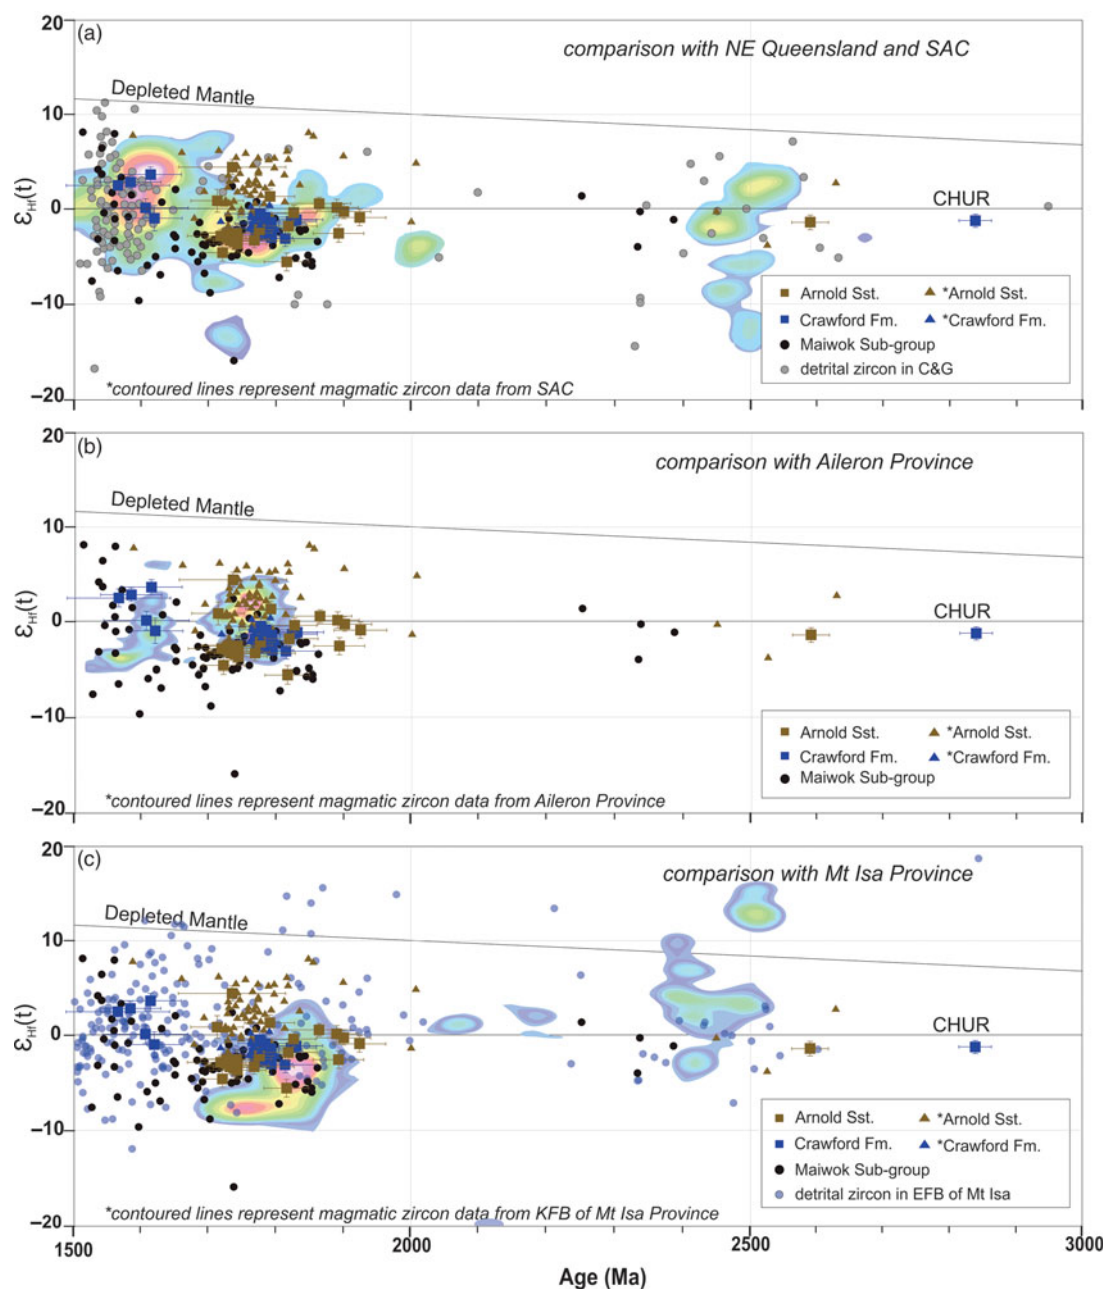 20
(a)
comparison with NE Queensland and SAC
Depleted Mantle
10
CHUR
0
εHf(t)
Arnold Sst. *Arnold Sst.
Crawford Fm. *Crawford Fm.
–10
Maiwok Sub-group
detrital zircon in C&G
*contoured lines represent magmatic zircon data from SAC
–20
20
(b)
comparison with Aileron Province
Depleted Mantle
10
CHUR
0
εHf(t)
–10
Arnold Sst. *Arnold Sst.
Crawford Fm. *Crawford Fm.
Maiwok Sub-group
*contoured lines represent magmatic zircon data from Aileron Province
–20
20
(c)
comparison with Mt Isa Province
Depleted Mantle
10
CHUR
0
εHf(t)
–10
Arnold Sst. *Arnold Sst.
Crawford Fm. *Crawford Fm.
Maiwok Sub-group
detrital zircon in EFB of Mt Isa
*contoured lines represent magmatic zircon data from KFB of Mt Isa Province
–20
1500 2000 2500 3000
Age (Ma)